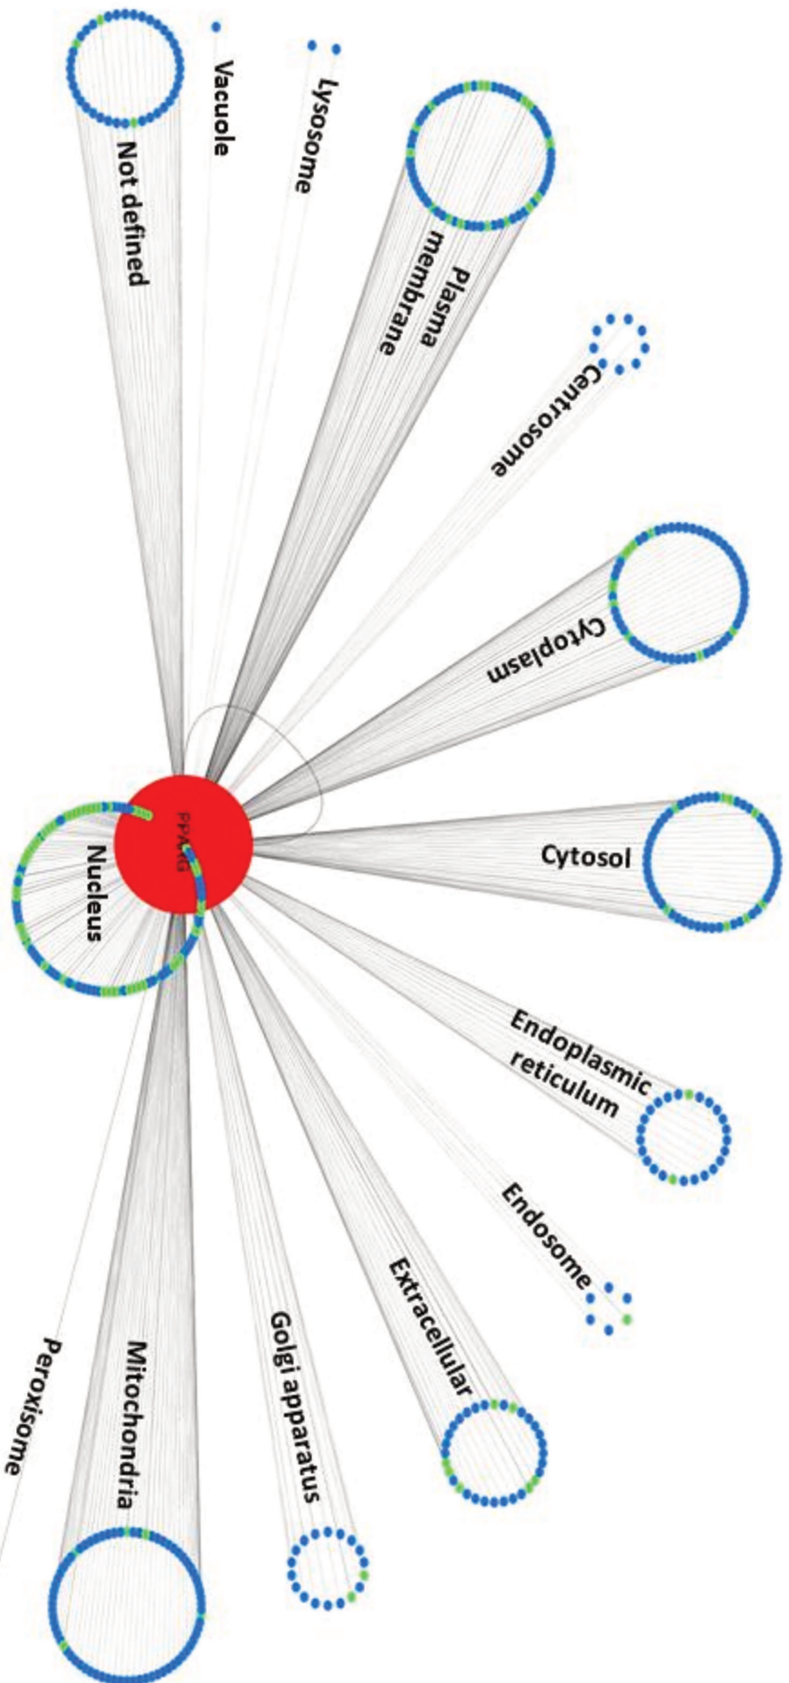 Not defined
Vacuole
Lysosome
Plasma
membrane
Centrosome
Cytoplasm
Cytosol
PPARG
Nucleus
Endoplasmic
reticulum
Endosome
Extracellular
Golgi apparatus
Mitochondria
Peroxisome